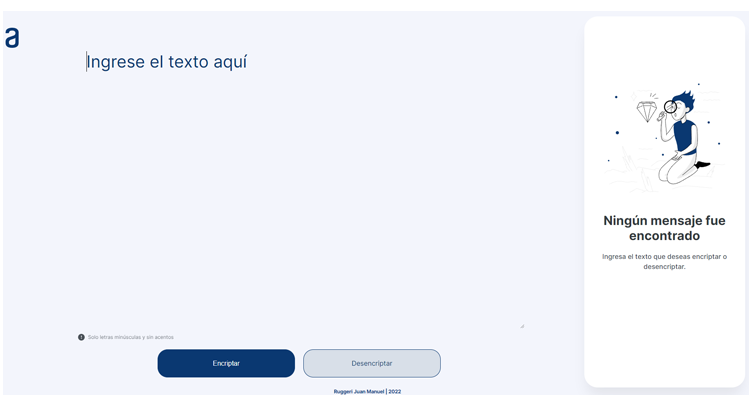 a
Ingrese el texto aquí
Solo letras minúsculas y sin acentos
Encriptar
Desencriptar
Ruggeri Juan Manuel | 2022
Ningún mensaje fue
encontrado
Ingresa el texto que deseas encriptar o
desencriptar.